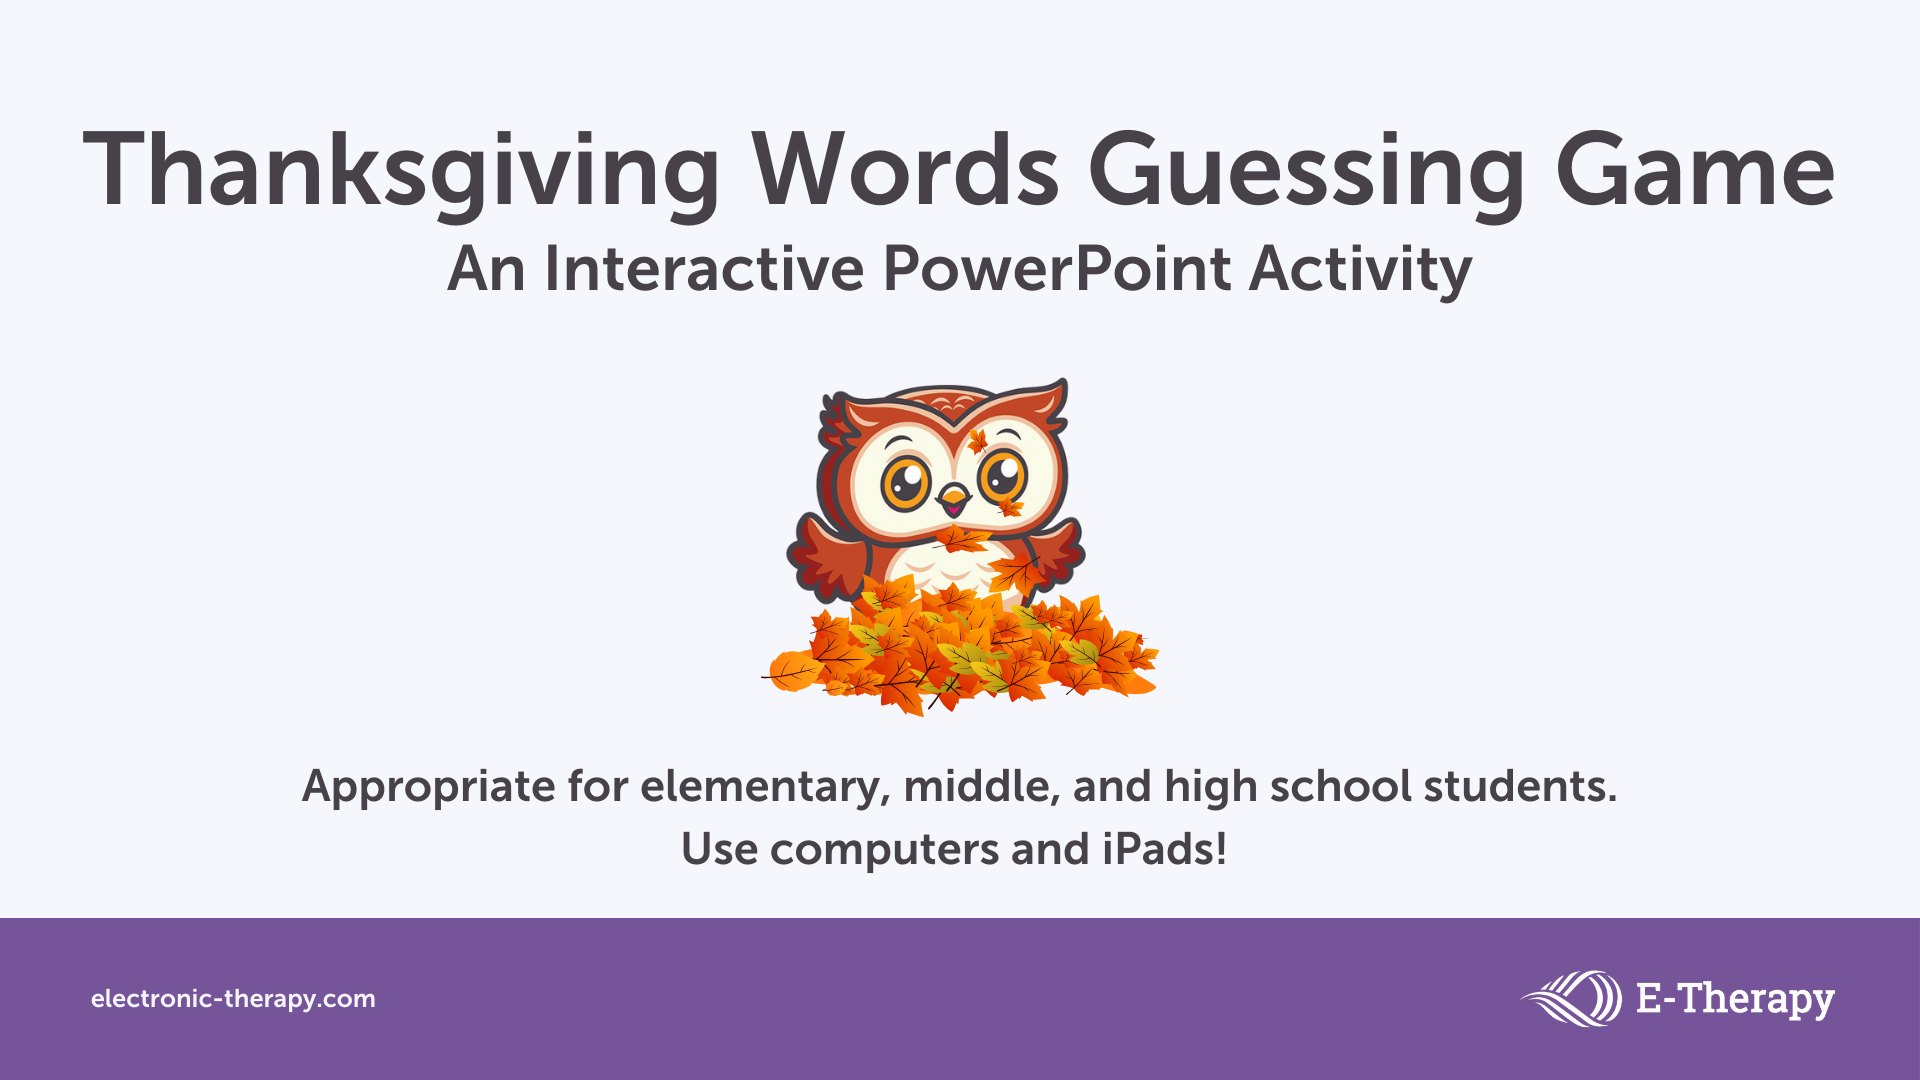 Thanksgiving Words Guessing Game
An Interactive PowerPoint Activity
Appropriate for elementary, middle, and high school students.
Use computers and iPads!
electronic-therapy.com
E-Therapy